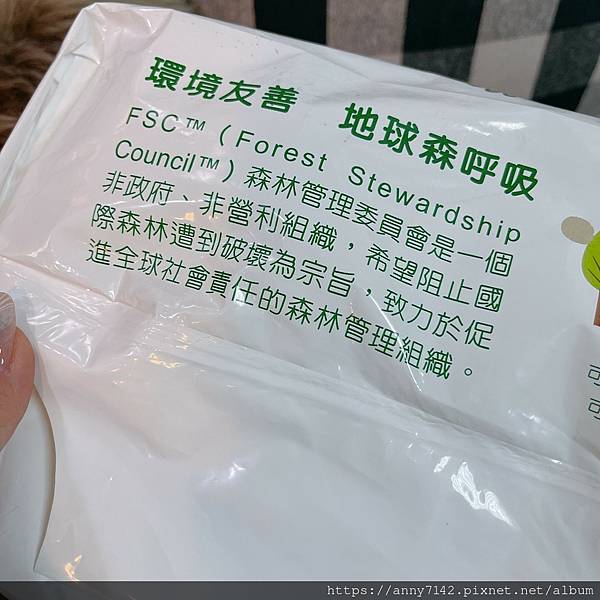 環境友善 地球森呼吸
FSC™（Forest Stewardship
Council™）森林管理委員會是一個
非政府、非營利組織，希望阻止國
際森林遭到破壞為宗旨，致力於促
進全球社會責任的森林管理組織。
可
可
https://anny7142.pixnet.net/album